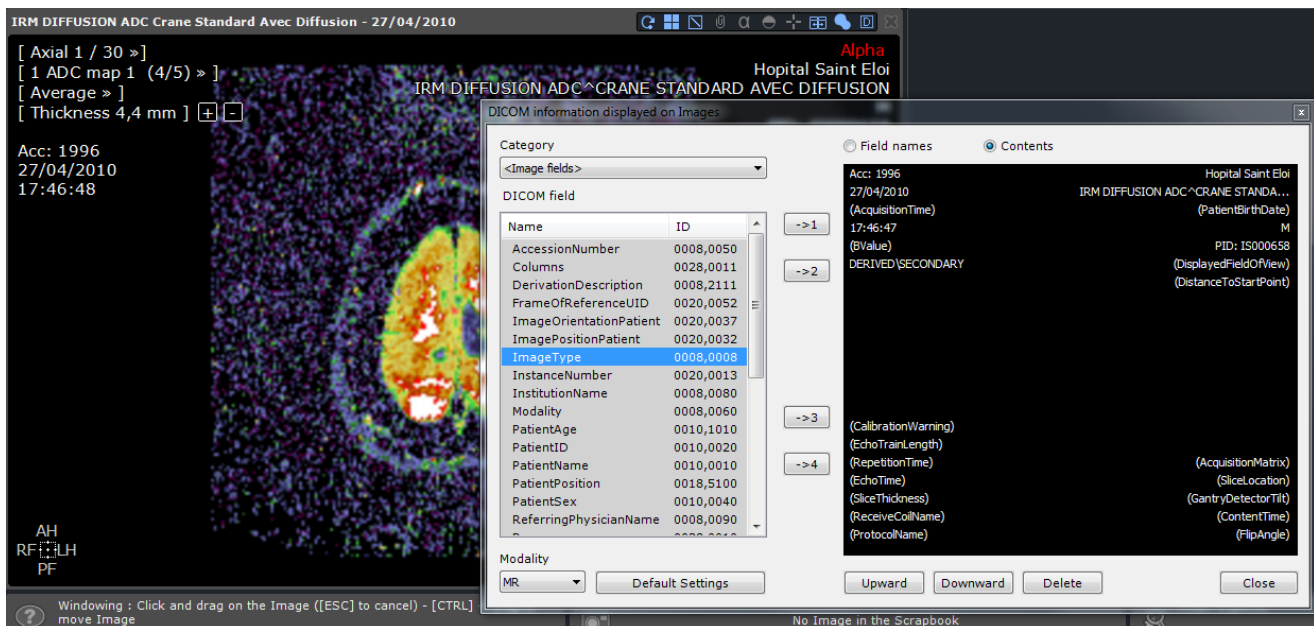 IRM DIFFUSION ADC Crane Standard Avec Diffusion - 27/04/2010
[ Axial 1 / 30 »]
[ 1 ADC map 1 (4/5) » ]
[ Average » ]
[ Thickness 4,4 mm ] + -
Alpha
Hopital Saint Eloi
IRM DIFFUSION ADC^CRANE STANDARD AVEC DIFFUSION
Acc: 1996
27/04/2010
17:46:48
AH
RF LH
PF
DICOM information displayed on Images
Category
<Image fields>
DICOM field
Name ID
AccessionNumber 0008,0050
Columns 0028,0011
DerivationDescription 0008,2111
FrameOfReferenceUID 0020,0052
ImageOrientationPatient 0020,0037
ImagePositionPatient 0020,0032
ImageType 0008,0008
InstanceNumber 0020,0013
InstitutionName 0008,0080
Modality 0008,0060
PatientAge 0010,1010
PatientID 0010,0020
PatientName 0010,0010
PatientPosition 0018,5100
PatientSex 0010,0040
ReferringPhysicianName 0008,0090
Modality
MR
Default Settings
->1
->2
->3
->4
Field names
Contents
Acc: 1996 Hopital Saint Eloi
27/04/2010 IRM DIFFUSION ADC^CRANE STANDA...
(AcquisitionTime) (PatientBirthDate)
17:46:47 M
(BValue) PID: IS000658
DERIVED\SECONDARY (DisplayedFieldOfView)
(DistanceToStartPoint)
(CalibrationWarning)
(EchoTrainLength)
(RepetitionTime) (AcquisitionMatrix)
(EchoTime) (SliceLocation)
(SliceThickness) (GantryDetectorTilt)
(ReceiveCoilName) (ContentTime)
(ProtocolName) (FlipAngle)
Upward Downward Delete Close
Windowing : Click and drag on the Image ([ESC] to cancel) - [CTRL]
move Image
No Image in the Scrapbook